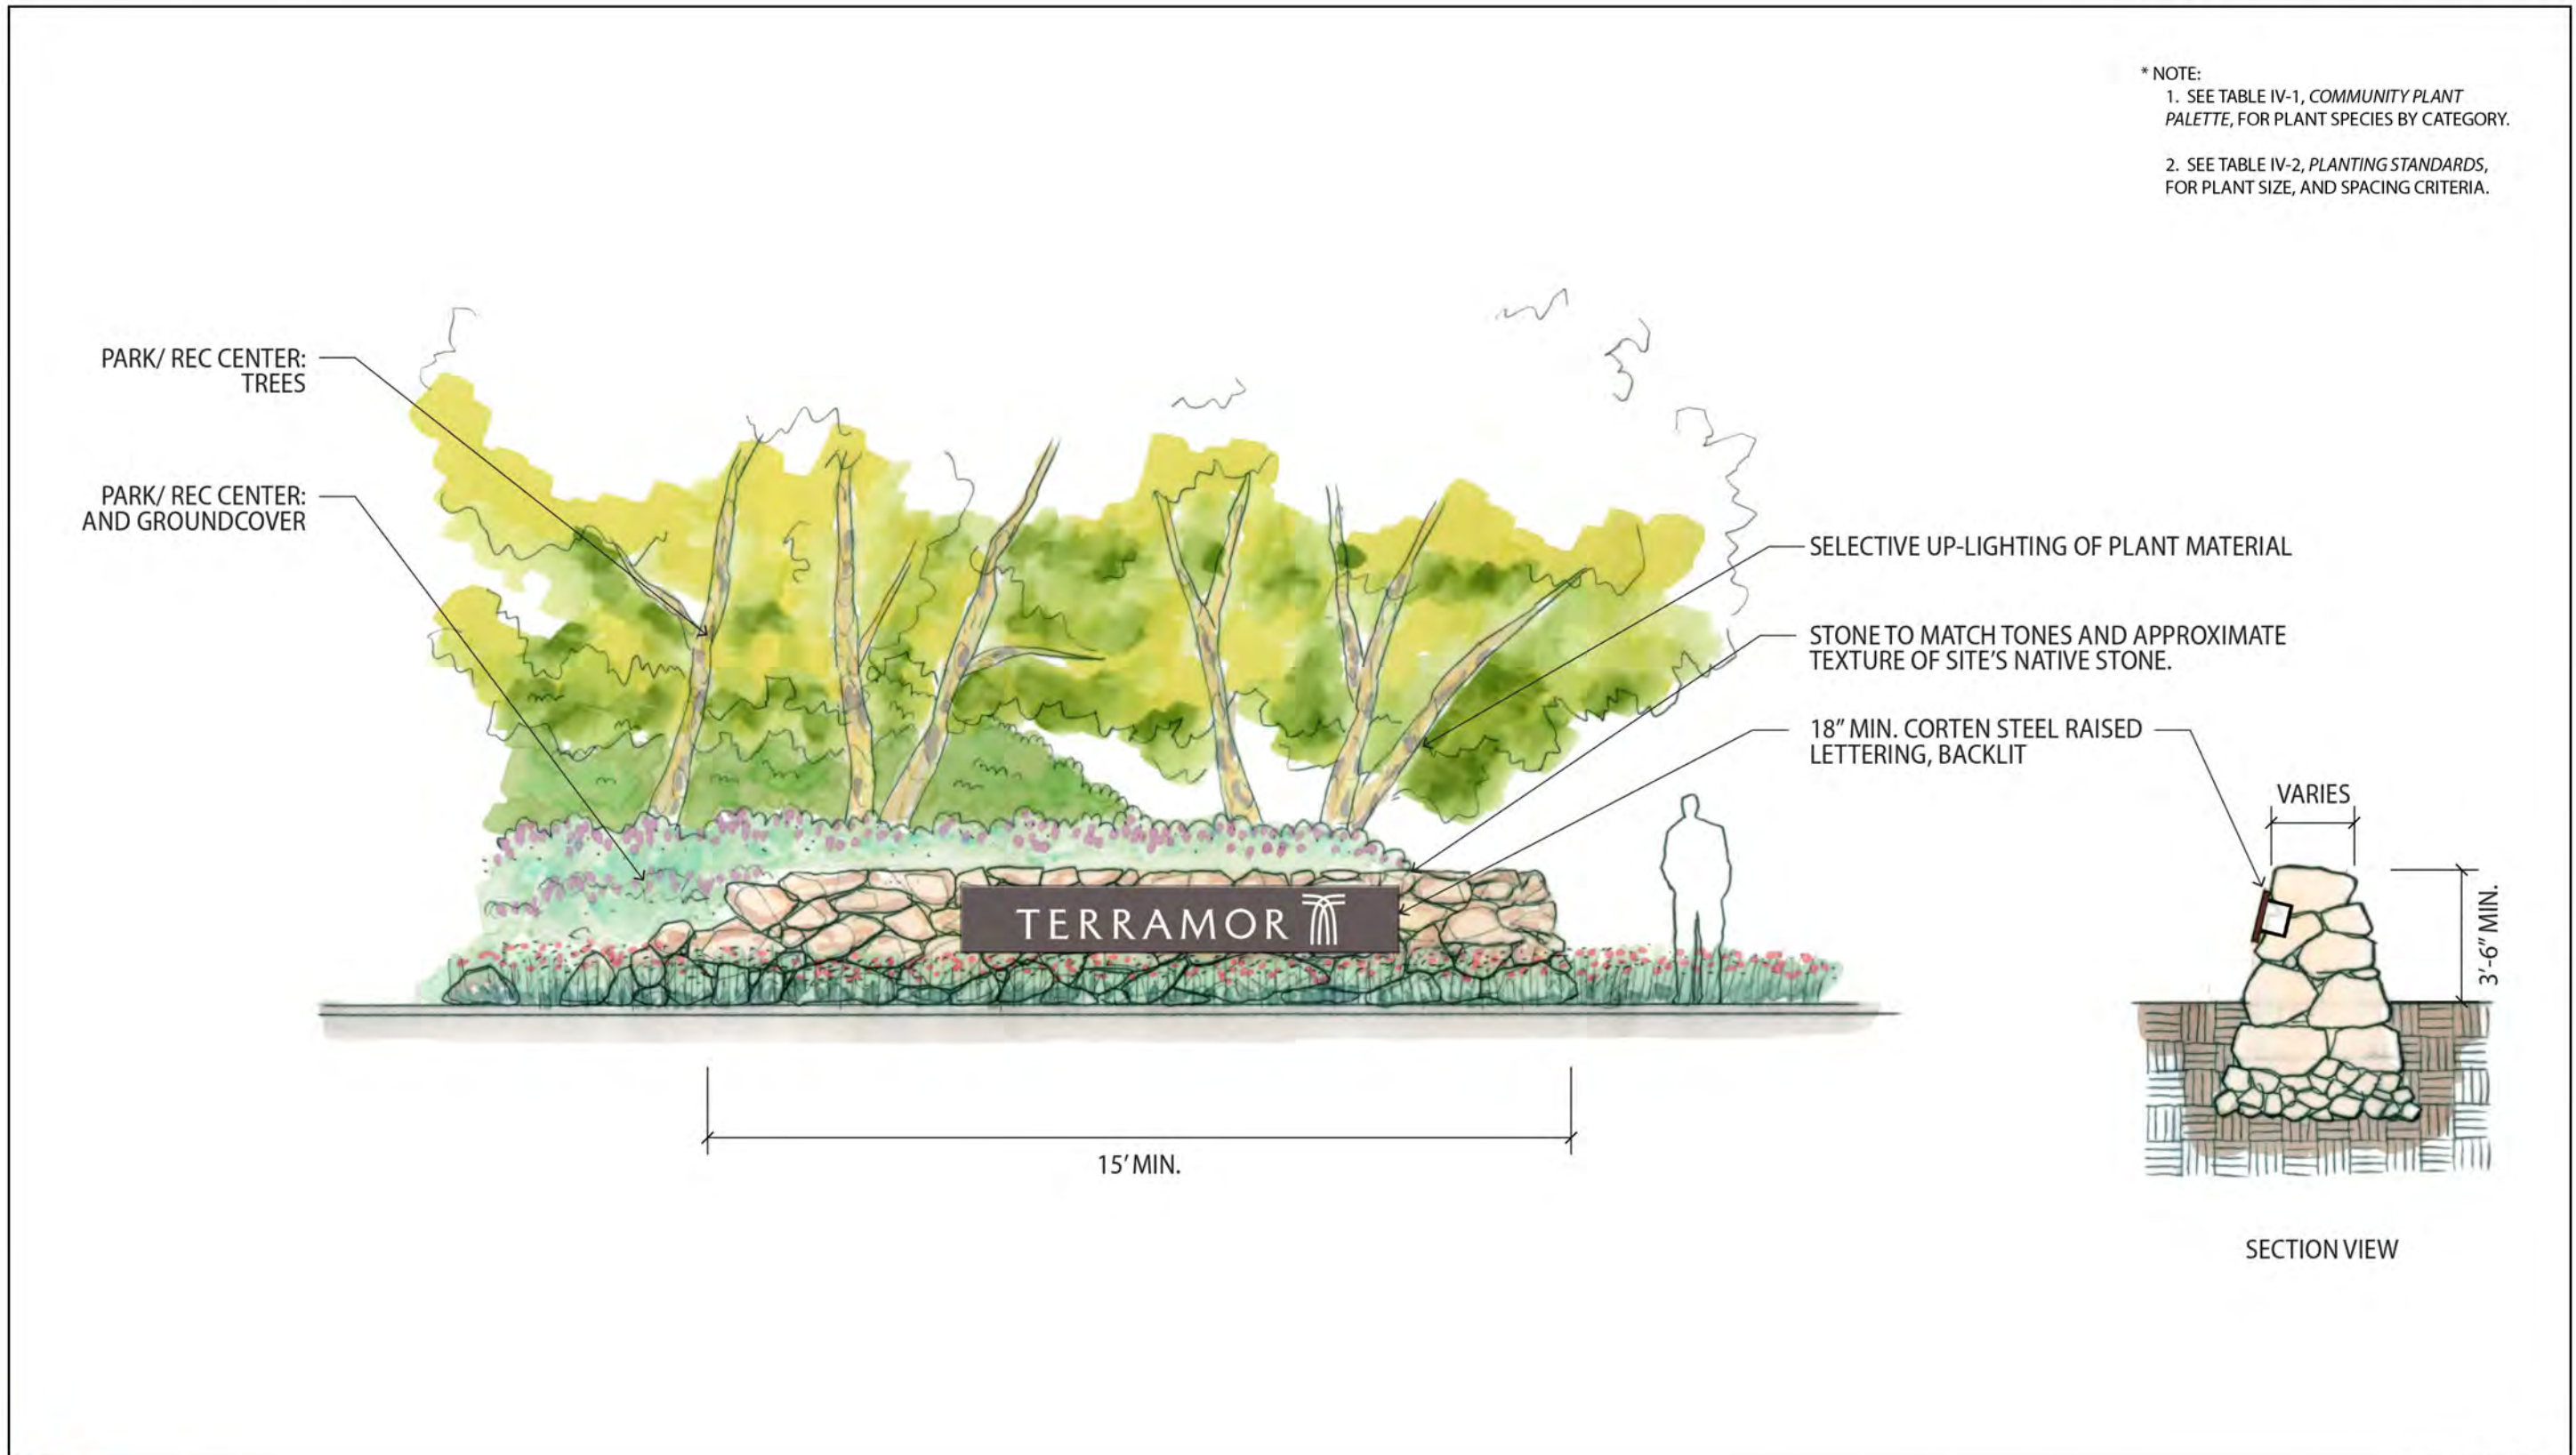 * NOTE:
1. SEE TABLE IV-1, COMMUNITY PLANT
PALETTE, FOR PLANT SPECIES BY CATEGORY.
2. SEE TABLE IV-2, PLANTING STANDARDS,
FOR PLANT SIZE, AND SPACING CRITERIA.
PARK/ REC CENTER:
TREES
PARK/ REC CENTER:
AND GROUNDCOVER
SELECTIVE UP-LIGHTING OF PLANT MATERIAL
STONE TO MATCH TONES AND APPROXIMATE
TEXTURE OF SITE'S NATIVE STONE.
18" MIN. CORTEN STEEL RAISED
LETTERING, BACKLIT
TERRAMOR
15' MIN.
VARIES
3'-6" MIN.
SECTION VIEW